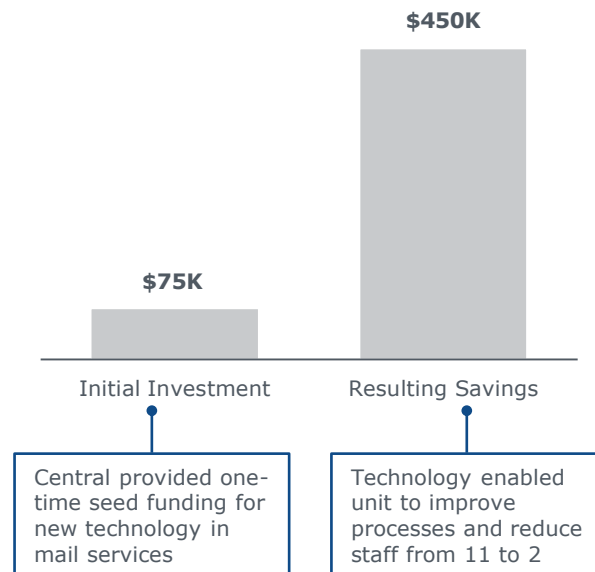 $450K
$75K
Initial Investment
Resulting Savings
Central provided one-
time seed funding for
new technology in
mail services
Technology enabled
unit to improve
processes and reduce
staff from 11 to 2